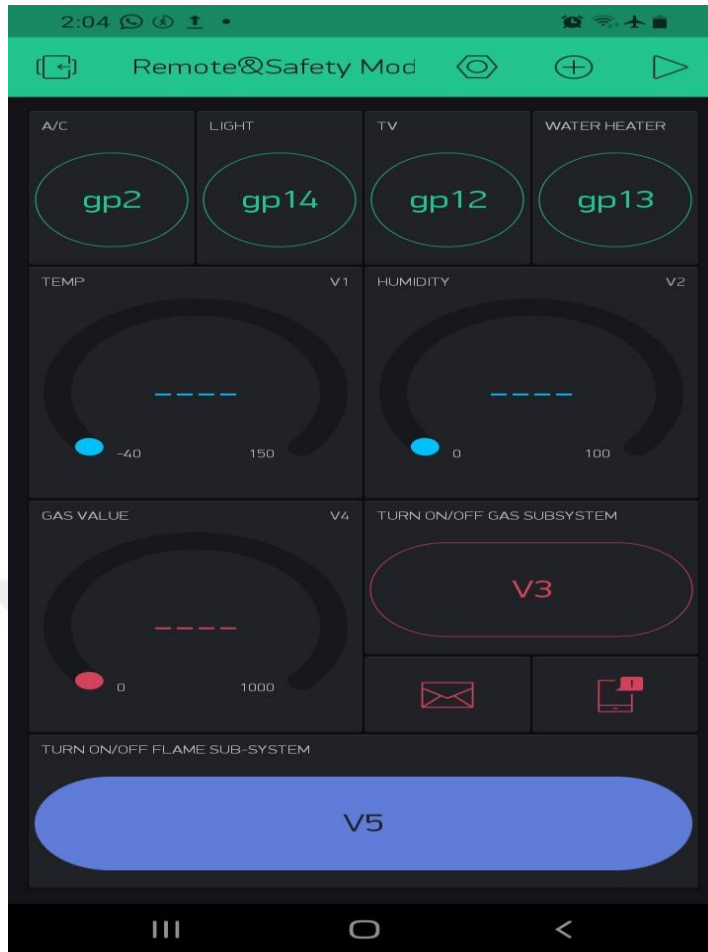 2:04
Remote&Safety Mod
A/C LIGHT TV WATER HEATER
gp2 gp14 gp12 gp13
TEMP V1 HUMIDITY V2
---- ----
-40 150 0 100
GAS VALUE V4 TURN ON/OFF GAS SUBSYSTEM
V3
----
0 1000
TURN ON/OFF FLAME SUB-SYSTEM
V5